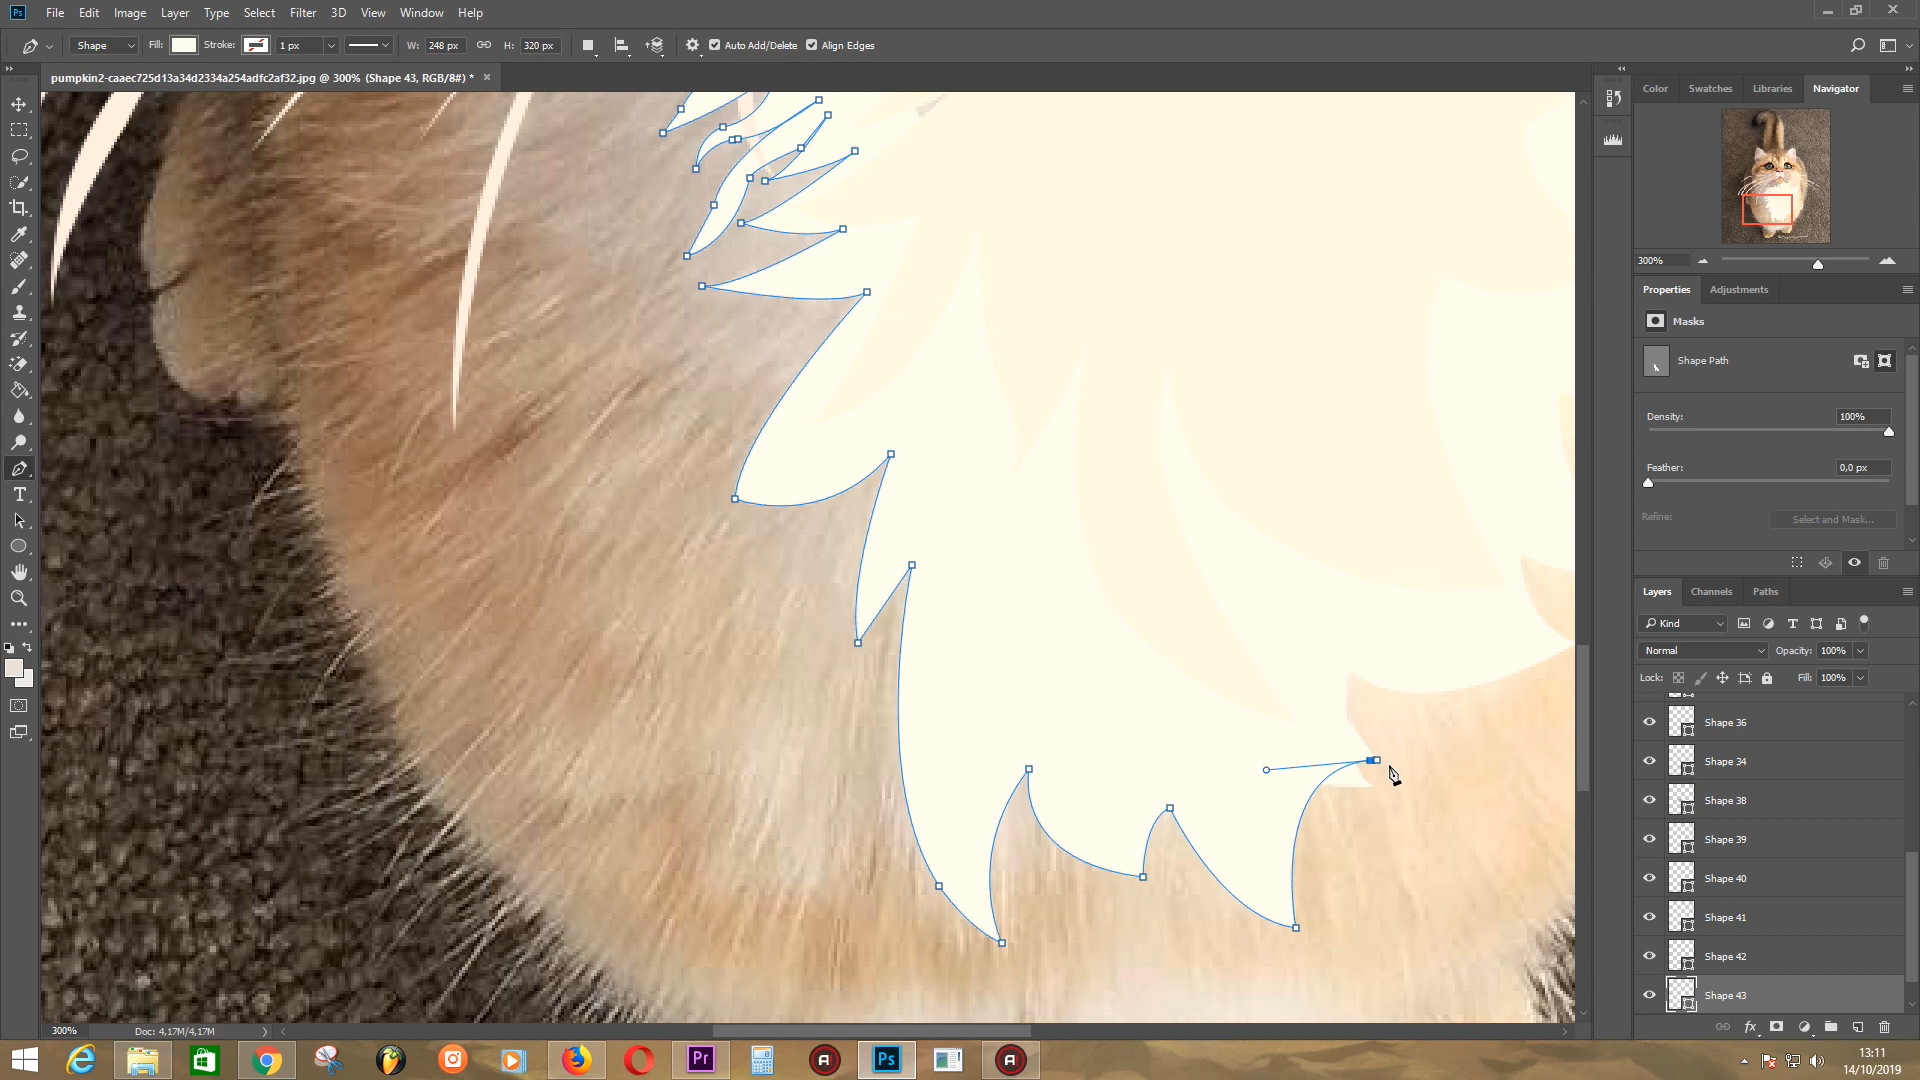 Ps File Edit Image Layer Type Select Filter 3D View Window Help
Shape Fill: Stroke: 1 px W: 248 px H: 320 px Auto Add/Delete Align Edges
pumpkin2-caaec725d13a34d2334a254adfc2af32.jpg @ 300% (Shape 43, RGB/8#) *
Color Swatches Libraries Navigator
300%
Properties Adjustments
Masks
Shape Path
Density: 100%
Feather: 0,0 px
Refine: Select and Mask...
Layers Channels Paths
Kind
Normal Opacity: 100%
Lock: Fill: 100%
Shape 36
Shape 34
Shape 38
Shape 39
Shape 40
Shape 41
Shape 42
Shape 43
300% Doc: 4,17M/4,17M
fx
Pr Ps
13:11
14/10/2019